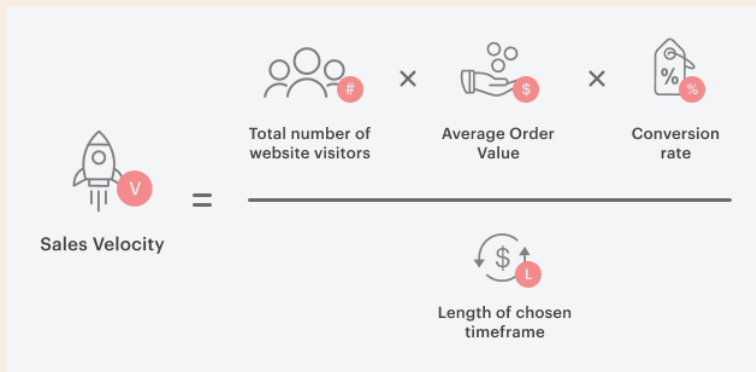 #
×
$
×
%
%
Total number of
website visitors
Average Order
Value
Conversion
rate
V
=
Sales Velocity
$
L
Length of chosen
timeframe